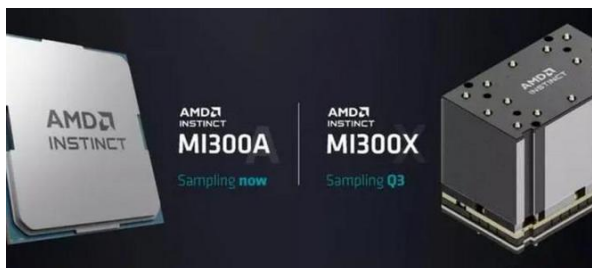 AMD
INSTINCT
AMD
INSTINCT
MI300A
Sampling now
AMD
INSTINCT
MI300X
Sampling Q3
AMD
INSTINCT